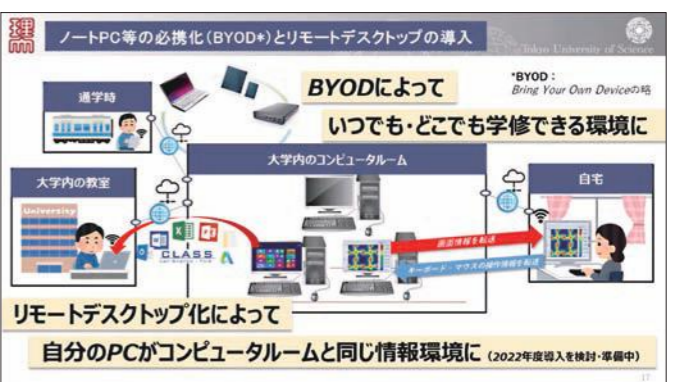 ノートPC等の必携化(BYOD*)とリモートデスクトップの導入
Tokyo University of Science
BYODによって
*BYOD：
Bring Your Own Deviceの略
いつでも・どこでも学修できる環境に
通学時
大学内のコンピュータルーム
大学内の教室
University
自宅
CLASS
画面情報を転送
キーボード・マウスの操作情報を転送
リモートデスクトップ化によって
自分のPCがコンピュータルームと同じ情報環境に (2022年度導入を検討・準備中)
17